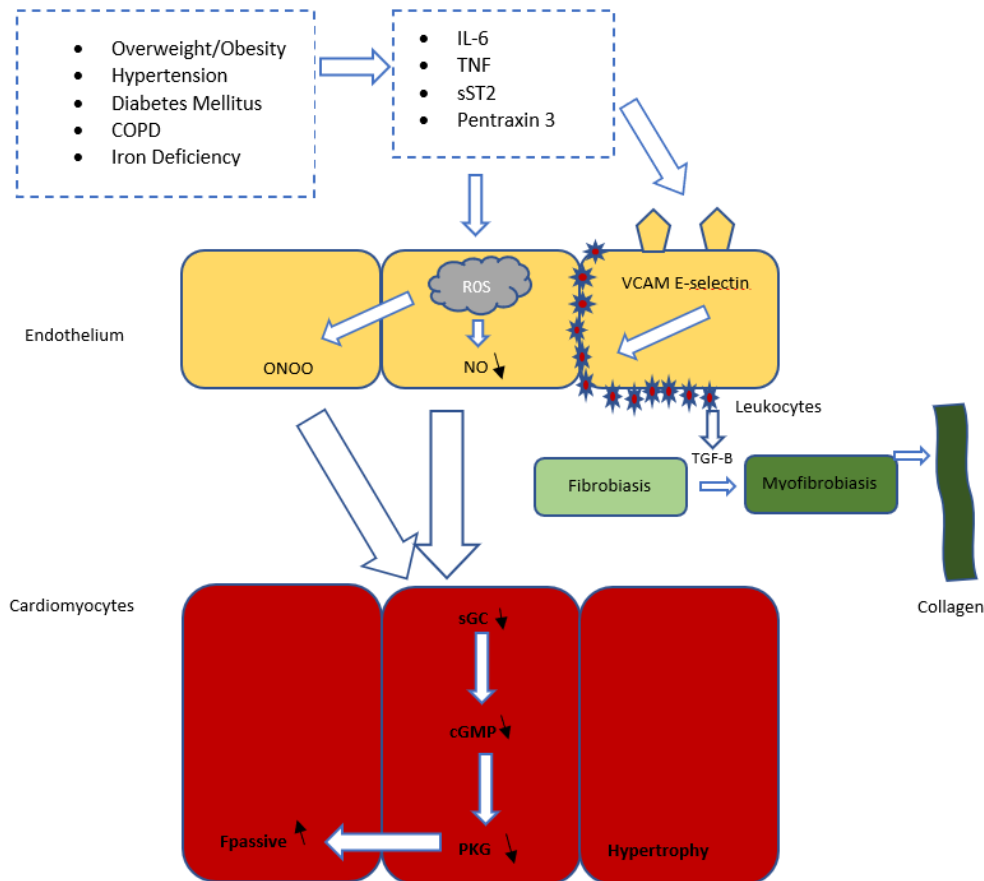 • Overweight/Obesity
• Hypertension
• Diabetes Mellitus
• COPD
• Iron Deficiency
• IL-6
• TNF
• sST2
• Pentraxin 3
ROS
VCAM E-selectin
Endothelium
ONOO
NO
Leukocytes
TGF-B
Fibrobiasis
Myofibrobiasis
Cardiomyocytes
Collagen
sGC
cGMP
Fpassive
PKG
Hypertrophy